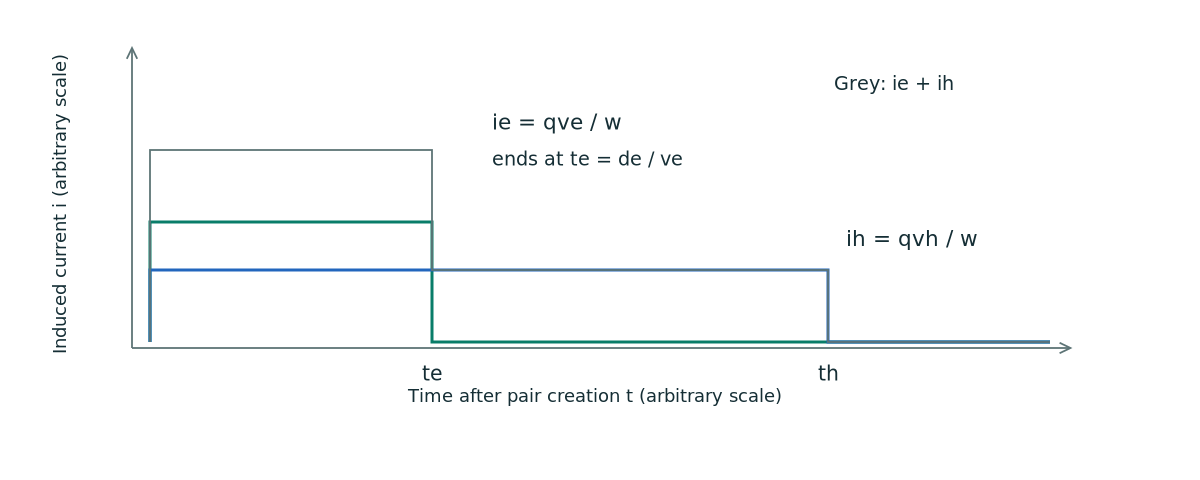 Induced current i (arbitrary scale)
Grey: ie + ih
ie = qve / w
ends at te = de / ve
ih = qvh / w
te
th
Time after pair creation t (arbitrary scale)